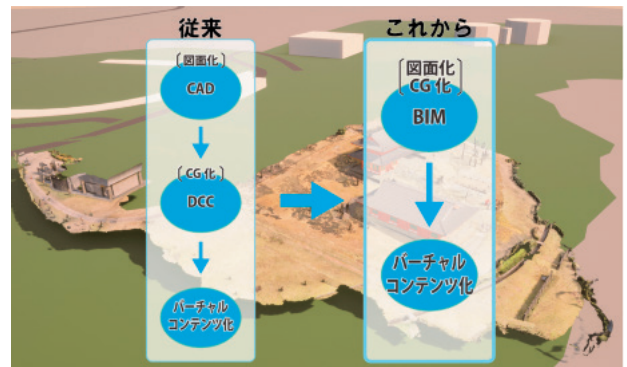 従来
〔図面化〕
CAD
〔CG化〕
DCC
バーチャル
コンテンツ化
これから
〔図面化
CG化〕
BIM
バーチャル
コンテンツ化